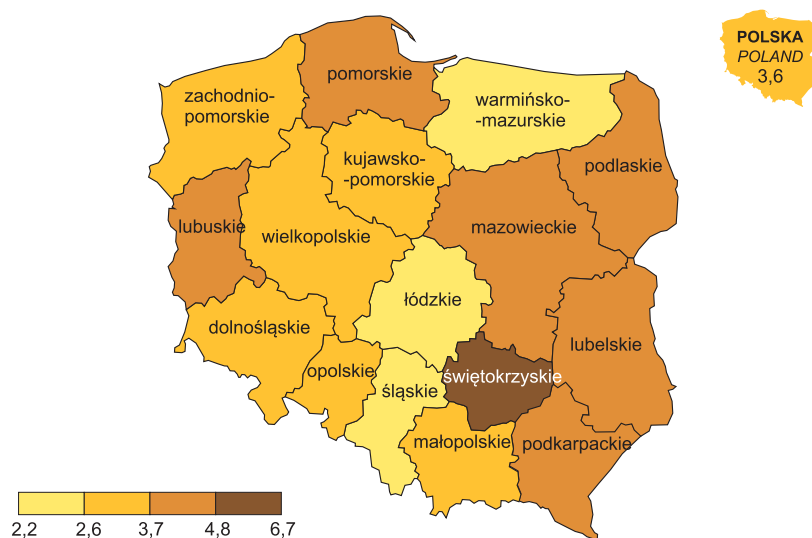 POLSKA
POLAND
3,6
pomorskie
zachodnio-
pomorskie
warmińsko-
-mazurskie
kujawsko-
-pomorskie
podlaskie
lubuskie
wielkopolskie
mazowieckie
łódzkie
dolnośląskie
lubelskie
opolskie
śląskie
świętokrzyskie
małopolskie
podkarpackie
2,2
2,6
3,7
4,8
6,7